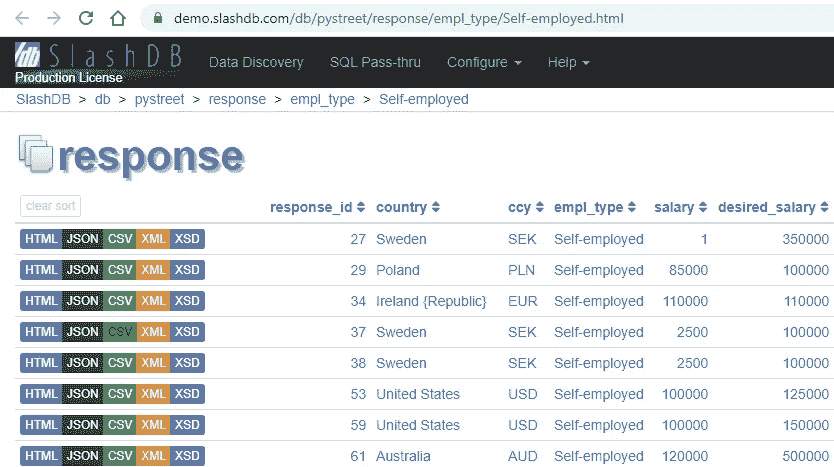 demo.slashdb.com/db/pystreet/response/empl_type/Self-employed.html
SlashDB Data Discovery SQL Pass-thru Configure Help
Production License
SlashDB > db > pystreet > response > empl_type > Self-employed
response
clear sort response_id country ccy empl_type salary desired_salary
HTML JSON CSV XML XSD 27 Sweden SEK Self-employed 1 350000
HTML JSON CSV XML XSD 29 Poland PLN Self-employed 85000 100000
HTML JSON CSV XML XSD 34 Ireland {Republic} EUR Self-employed 110000 110000
HTML JSON CSV XML XSD 37 Sweden SEK Self-employed 2500 100000
HTML JSON CSV XML XSD 38 Sweden SEK Self-employed 2500 100000
HTML JSON CSV XML XSD 53 United States USD Self-employed 100000 125000
HTML JSON CSV XML XSD 59 United States USD Self-employed 100000 150000
HTML JSON CSV XML XSD 61 Australia AUD Self-employed 120000 500000